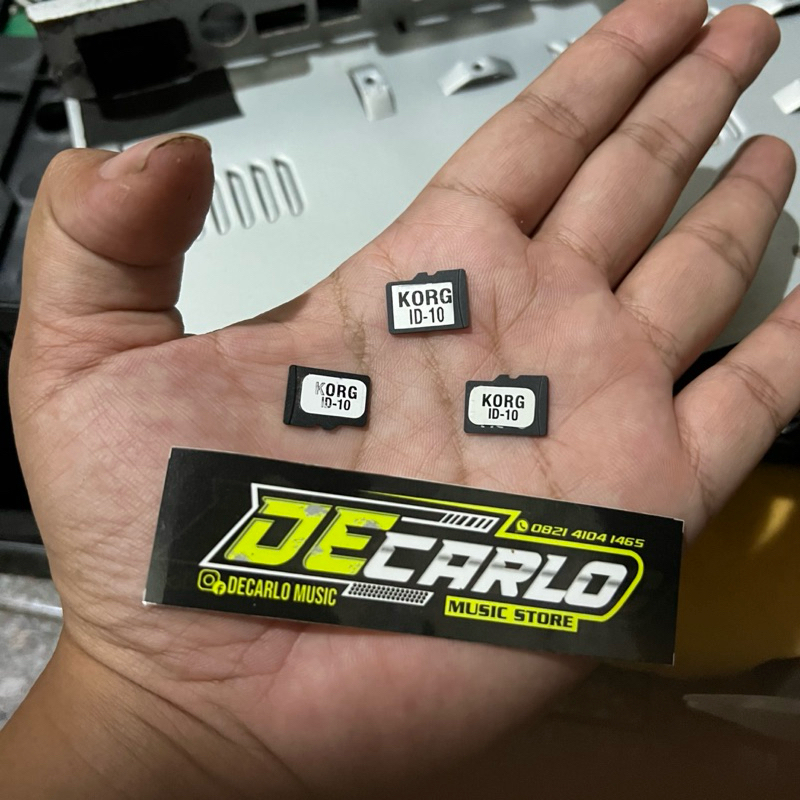 KORG
ID-10
KORG
ID-10
KORG
ID-10
DECARLO
0821 4104 1465
DECARLO MUSIC
MUSIC STORE